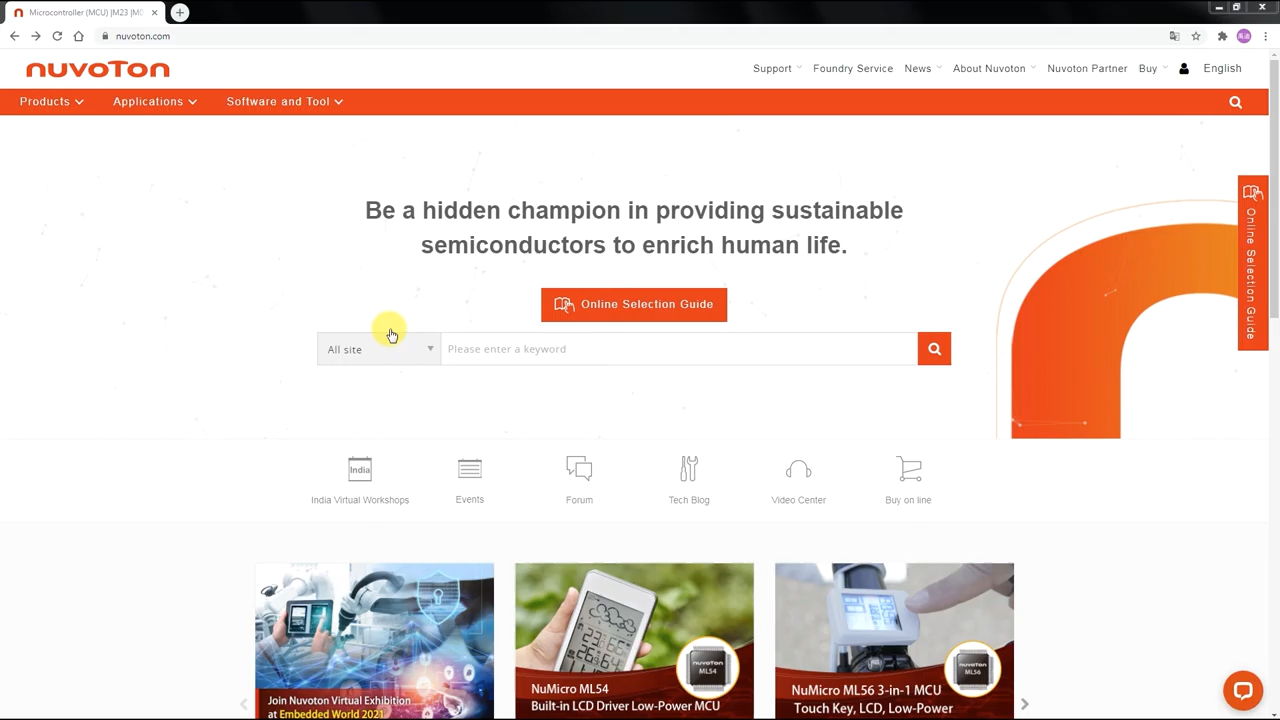 Microcontroller (MCU) |M23 |M0
nuvoton.com
nuvoTon
Support
Foundry Service
News
About Nuvoton
Nuvoton Partner
Buy
English
Products
Applications
Software and Tool
Be a hidden champion in providing sustainable
semiconductors to enrich human life.
Online Selection Guide
Online Selection Guide
All site
Please enter a keyword
India
India Virtual Workshops
Events
Forum
Tech Blog
Video Center
Buy on line
Join Nuvoton Virtual Exhibition
at Embedded World 2021
nuvoTon
ML54
NuMicro ML54
Built-in LCD Driver Low-Power MCU
nuvoTon
ML56
NuMicro ML56 3-in-1 MCU
Touch Key, LCD, Low-Power